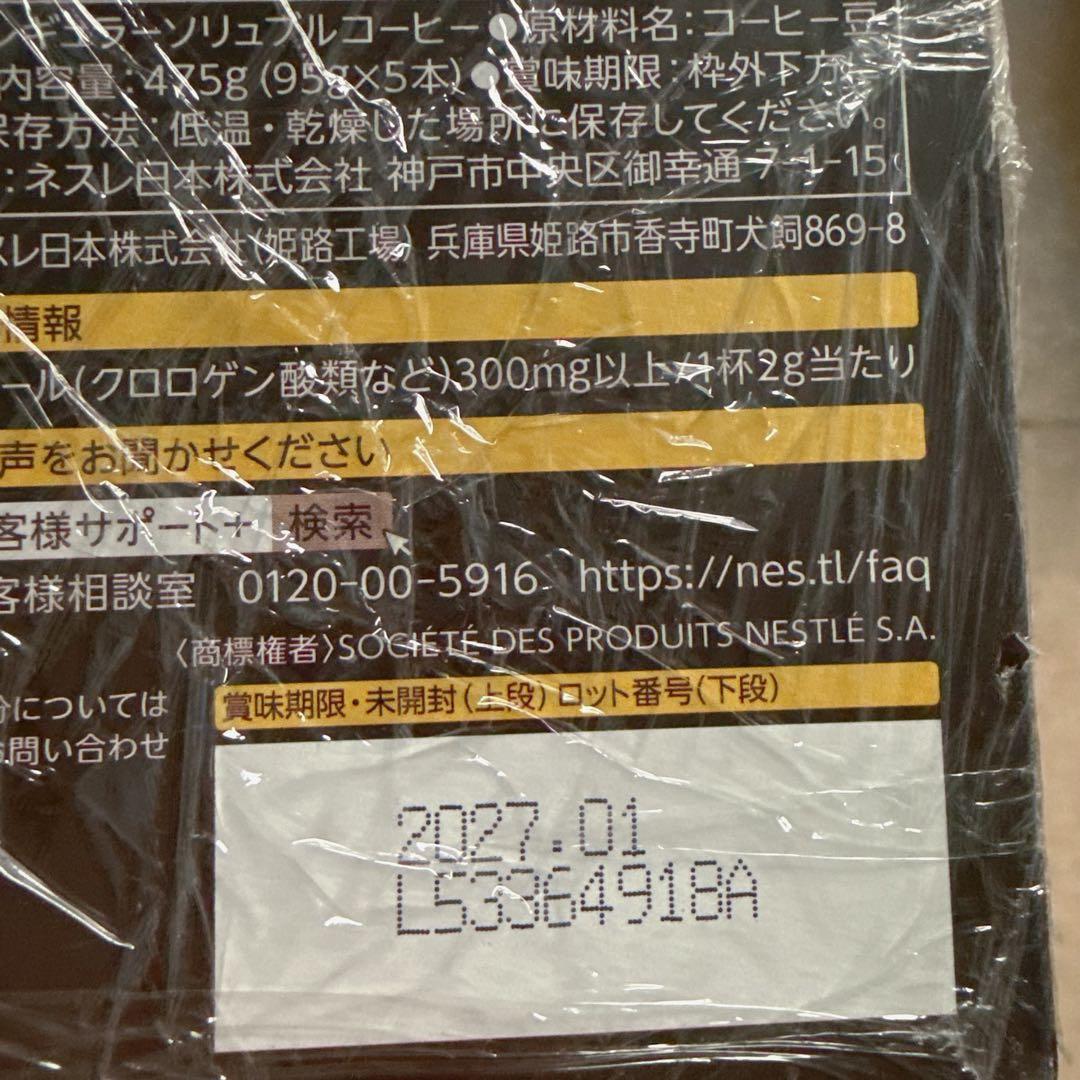 ギュラーソリュブルコーヒー●原材料名:コーヒー豆
内容量:475g(95g×5本)●賞味期限:枠外下方に
保存方法:低温・乾燥した場所に保存してください。
:ネスレ日本株式会社 神戸市中央区御幸通7-1-15
スレ日本株式会社(姫路工場) 兵庫県姫路市香寺町犬飼869-8
情報
ール(クロロゲン酸類など)300mg以上/1杯2g当たり
声をお聞かせください
客様サポート+ 検索
客様相談室 0120-00-5916 https://nes.tl/faq
〈商標権者〉SOCIÉTÉ DES PRODUITS NESTLÉ S.A.
分については
お問い合わせ
賞味期限・未開封(上段)ロット番号(下段)
2027.01
L53364918A